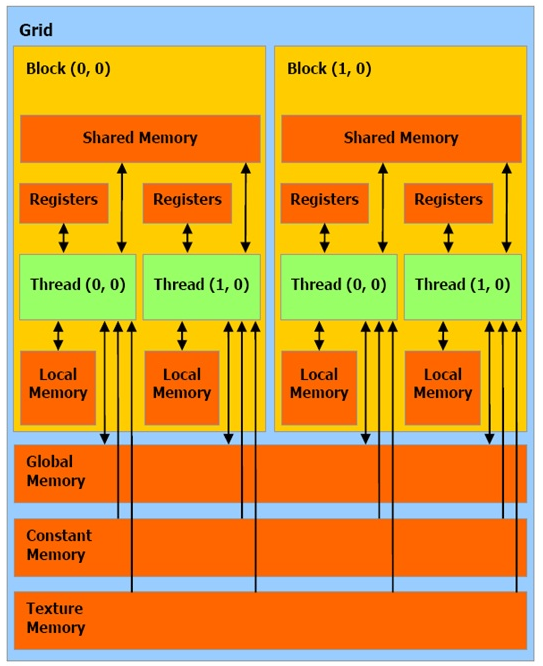 Grid
Block (0, 0)
Block (1, 0)
Shared Memory
Shared Memory
Registers
Registers
Registers
Registers
Thread (0, 0)
Thread (1, 0)
Thread (0, 0)
Thread (1, 0)
Local
Memory
Local
Memory
Local
Memory
Local
Memory
Global
Memory
Constant
Memory
Texture
Memory